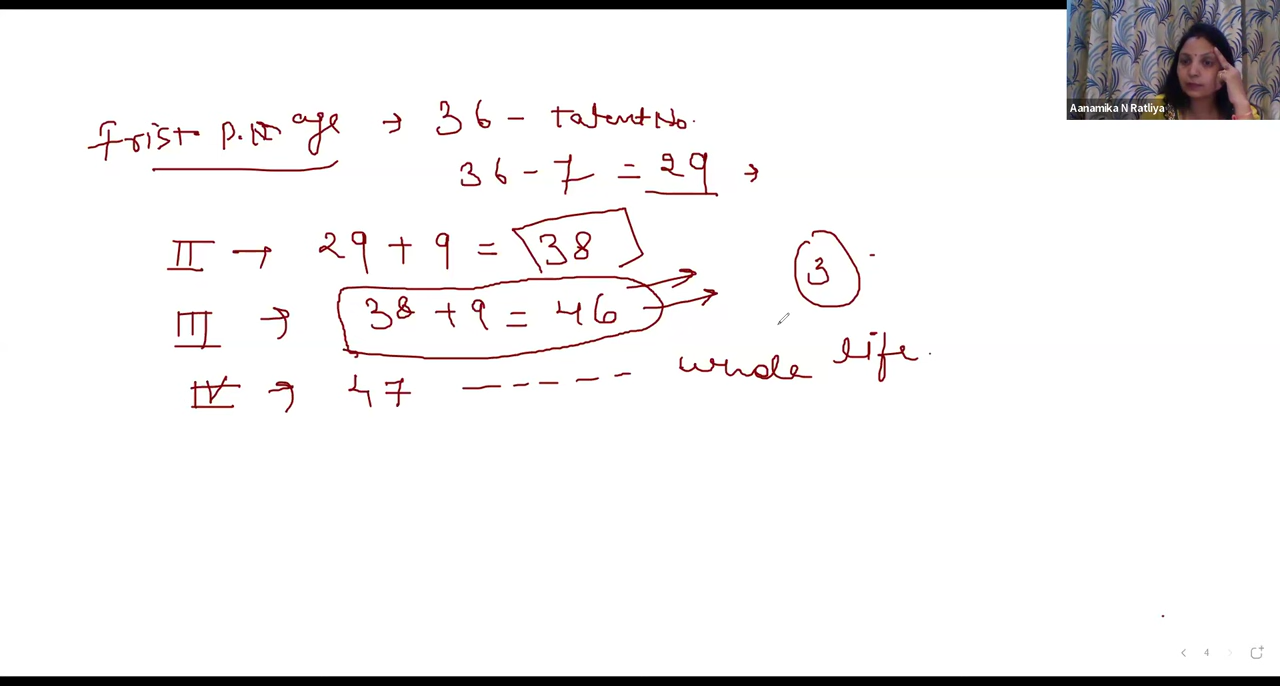 Aanamika N Ratliya
Frist P.N age → 36 - Talent No.
36 - 7 = 29 →
II → 29 + 9 = 38
3
III → 38 + 9 = 46
IV → 47 ----- whole life.
4